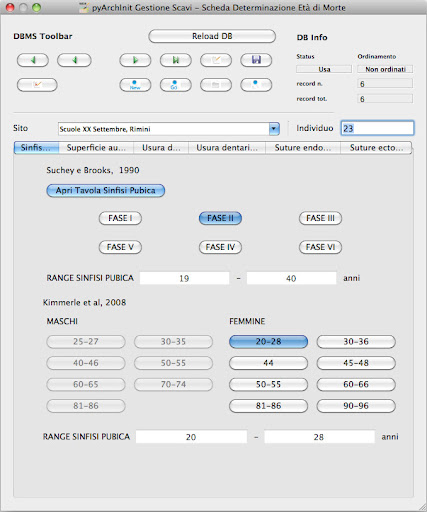 pyArchInit Gestione Scavi - Scheda Determinazione Età di Morte
DBMS Toolbar
Reload DB
DB Info
Status
Ordinamento
Usa
Non ordinati
record n.
6
record tot.
6
New
GO
Sito
Scuole XX Settembre, Rimini
Individuo
23
Sinfis...
Superficie au...
Usura d...
Usura dentari...
Suture endo...
Suture ecto...
Suchey e Brooks, 1990
Apri Tavola Sinfisi Pubica
FASE I
FASE II
FASE III
FASE V
FASE IV
FASE VI
RANGE SINFISI PUBICA 19 - 40 anni
Kimmerle et al, 2008
MASCHI
FEMMINE
25-27 30-35 20-28 30-36
40-46 50-55 44 45-48
60-65 70-74 50-55 60-66
81-86 81-86 90-96
RANGE SINFISI PUBICA 20 - 28 anni